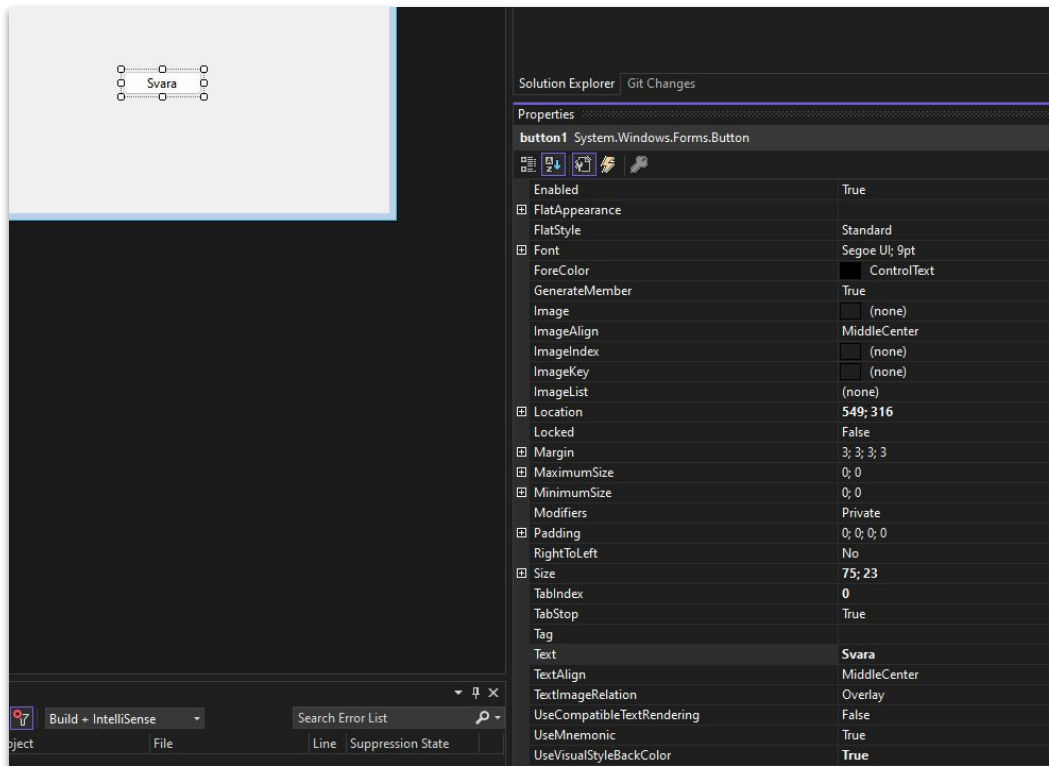 Svara
Solution Explorer Git Changes
Properties
button1 System.Windows.Forms.Button
Enabled True
FlatAppearance
FlatStyle Standard
Font Segoe UI; 9pt
ForeColor ControlText
GenerateMember True
Image (none)
ImageAlign MiddleCenter
ImageIndex (none)
ImageKey (none)
ImageList (none)
Location 549; 316
Locked False
Margin 3; 3; 3; 3
MaximumSize 0; 0
MinimumSize 0; 0
Modifiers Private
Padding 0; 0; 0; 0
RightToLeft No
Size 75; 23
TabIndex 0
TabStop True
Tag
Text Svara
TextAlign MiddleCenter
TextImageRelation Overlay
UseCompatibleTextRendering False
UseMnemonic True
UseVisualStyleBackColor True
Build + IntelliSense Search Error List
oject File Line Suppression State